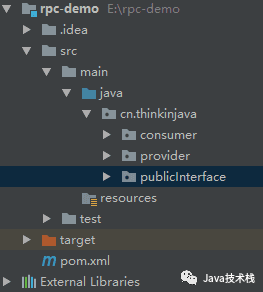 rpc-demo E:\rpc-demo
.idea
src
main
java
cn.thinkinjava
consumer
provider
publicInterface
resources
test
target
pom.xml
External Libraries
Java技术栈